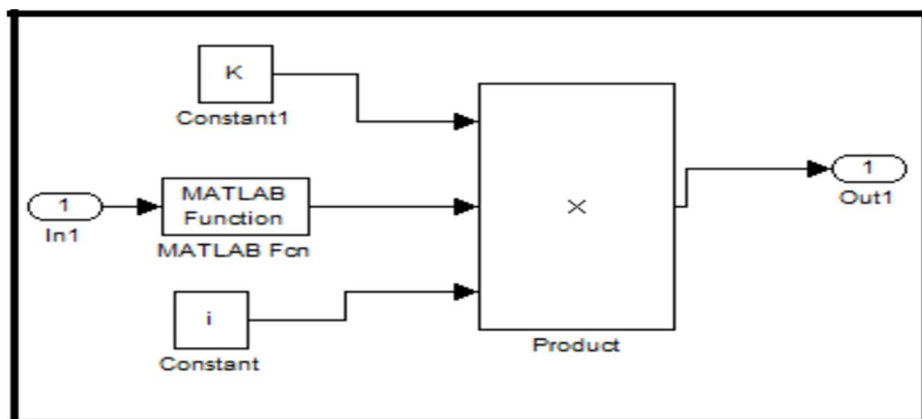 K
Constant1
1
In1
MATLAB
Function
MATLAB Fcn
i
Constant
×
Product
1
Out1